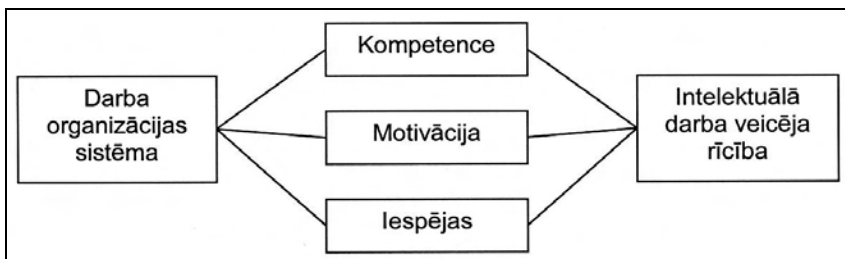 Kompetence
Darba
organizācijas
sistēma
Motivācija
Intelektuālā
darba veicēja
rīcība
Iespējas